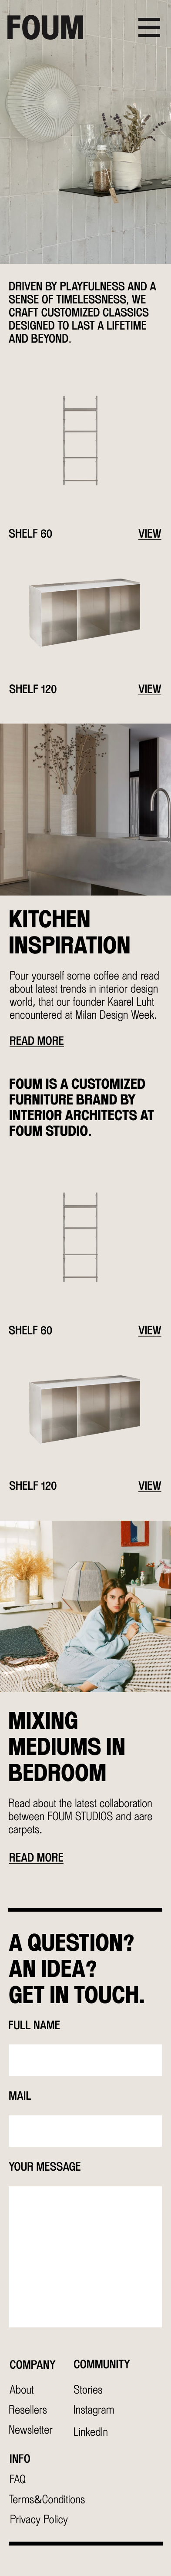 FOUM
DRIVEN BY PLAYFULNESS AND A
SENSE OF TIMELESSNESS, WE
CRAFT CUSTOMIZED CLASSICS
DESIGNED TO LAST A LIFETIME
AND BEYOND.
SHELF 60 VIEW
SHELF 120 VIEW
KITCHEN
INSPIRATION
Pour yourself some coffee and read
about latest trends in interior design
world, that our founder Kaarel Luht
encountered at Milan Design Week.
READ MORE
FOUM IS A CUSTOMIZED
FURNITURE BRAND BY
INTERIOR ARCHITECTS AT
FOUM STUDIO.
SHELF 60 VIEW
SHELF 120 VIEW
MIXING
MEDIUMS IN
BEDROOM
Read about the latest collaboration
between FOUM STUDIOS and aare
carpets.
READ MORE
A QUESTION?
AN IDEA?
GET IN TOUCH.
FULL NAME
MAIL
YOUR MESSAGE
COMPANY
About
Resellers
Newsletter
COMMUNITY
Stories
Instagram
LinkedIn
INFO
FAQ
Terms&Conditions
Privacy Policy